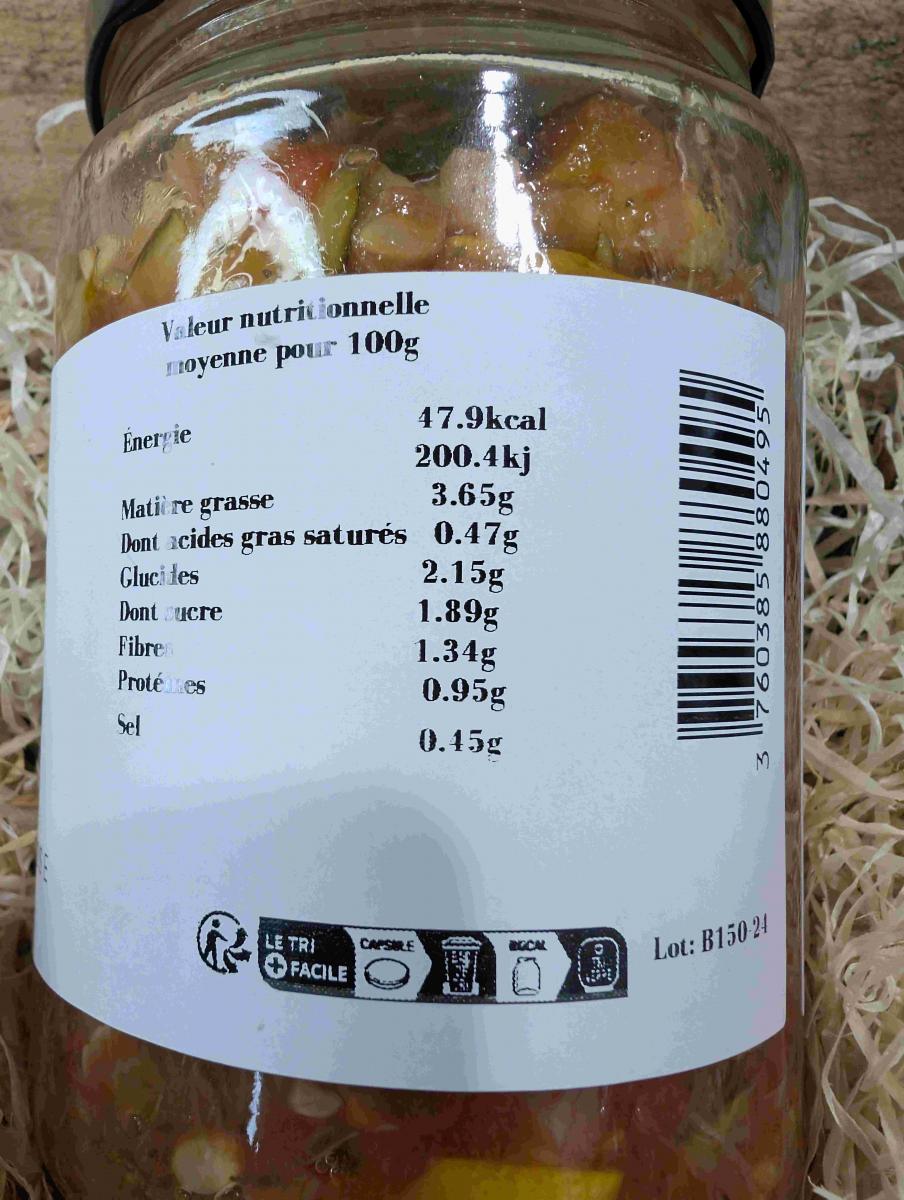 Valeur nutritionnelle
moyenne pour 100g
Énergie 47.9kcal
200.4kj
Matière grasse 3.65g
Dont acides gras saturés 0.47g
Glucides 2.15g
Dont sucre 1.89g
Fibres 1.34g
Protéines 0.95g
Sel 0.45g
3 760385 880495
LE TRI
+ FACILE
CAPSULE
BOCAL
Lot: B150-24